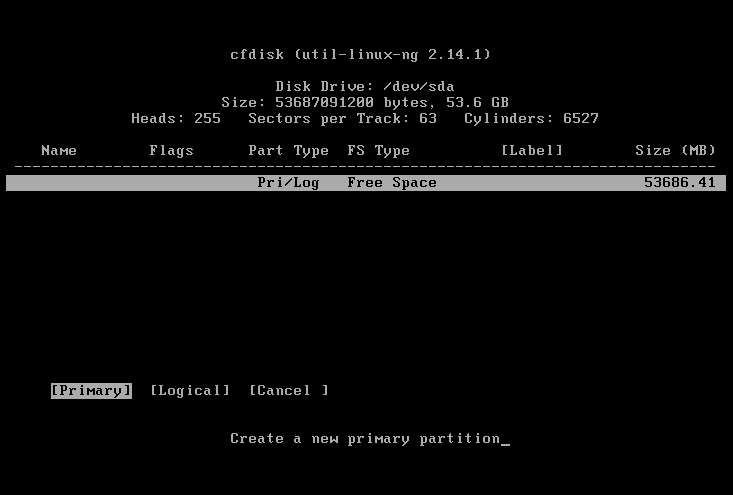 cfdisk (util-linux-ng 2.14.1)
Disk Drive: /dev/sda
Size: 53687091200 bytes, 53.6 GB
Heads: 255 Sectors per Track: 63 Cylinders: 6527
Name Flags Part Type FS Type [Label] Size (MB)
------------------------------------------------------------------------------
Pri/Log Free Space 53686.41
[Primary] [Logical] [Cancel ]
Create a new primary partition_